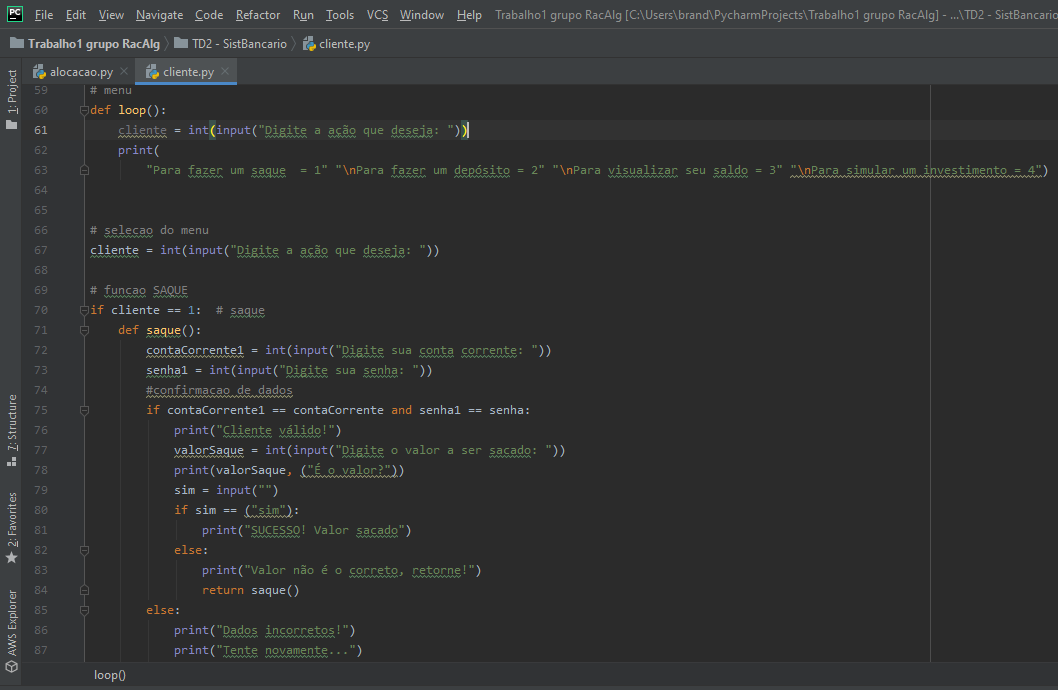 PC File Edit View Navigate Code Refactor Run Tools VCS Window Help Trabalho1 grupo RacAlg [C:\Users\brand\PycharmProjects\Trabalho1 grupo RacAlg] - ...\TD2 - SistBancario
Trabalho1 grupo RacAlg TD2 - SistBancario cliente.py
alocacao.py cliente.py
1: Project
7: Structure
2: Favorites
AWS Explorer
59 # menu
60 def loop():
61     cliente = int(input("Digite a ação que deseja: "))
62     print(
63         "Para fazer um saque  = 1" "\nPara fazer um depósito = 2" "\nPara visualizar seu saldo = 3" "\nPara simular um investimento = 4")
64
65
66 # selecao do menu
67 cliente = int(input("Digite a ação que deseja: "))
68
69 # funcao SAQUE
70 if cliente == 1:  # saque
71     def saque():
72         contaCorrente1 = int(input("Digite sua conta corrente: "))
73         senha1 = int(input("Digite sua senha: "))
74         #confirmacao de dados
75         if contaCorrente1 == contaCorrente and senha1 == senha:
76             print("Cliente válido!")
77             valorSaque = int(input("Digite o valor a ser sacado: "))
78             print(valorSaque, ("É o valor?"))
79             sim = input("")
80             if sim == ("sim"):
81                 print("SUCESSO! Valor sacado")
82             else:
83                 print("Valor não é o correto, retorne!")
84                 return saque()
85         else:
86             print("Dados incorretos!")
87             print("Tente novamente...")
loop()